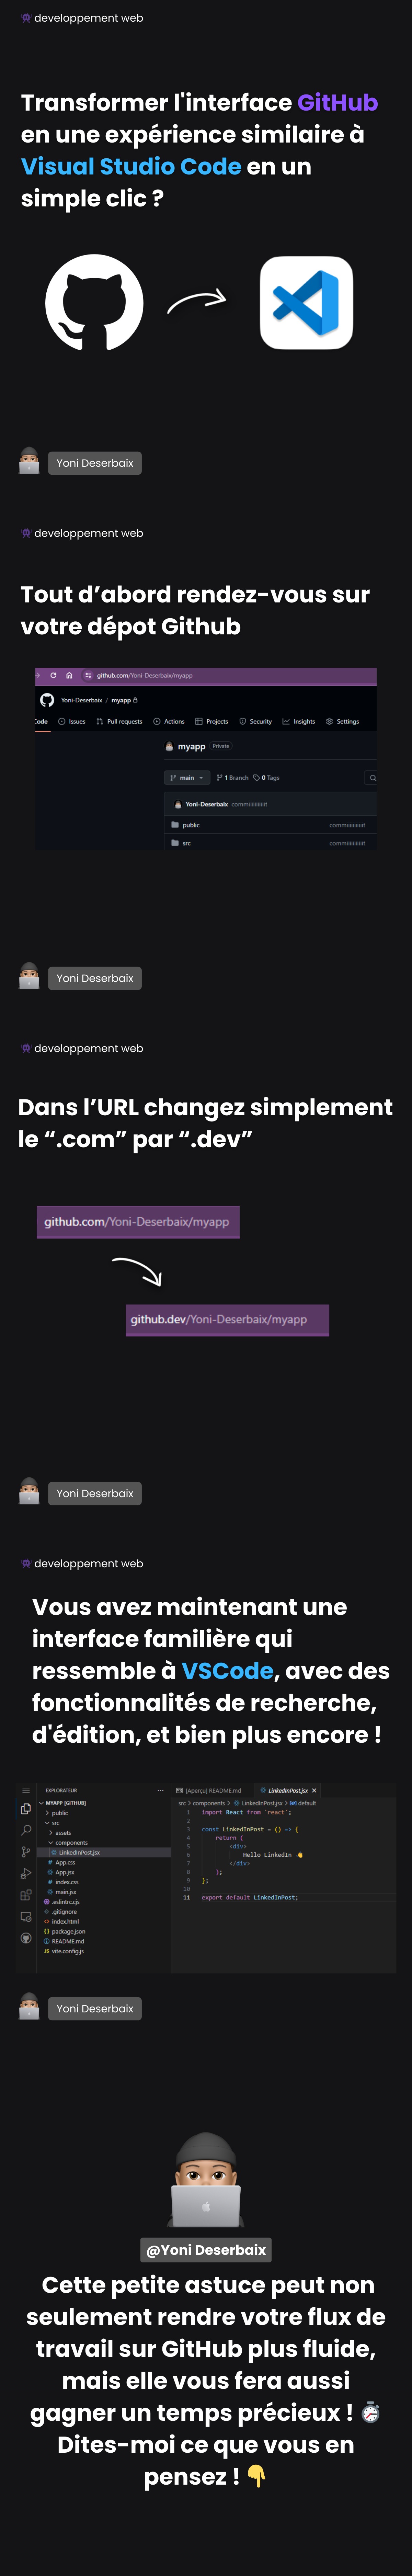 developpement web
Transformer l'interface GitHub
en une expérience similaire à
Visual Studio Code en un
simple clic ?
Yoni Deserbaix
developpement web
Tout d’abord rendez-vous sur
votre dépot Github
github.com/Yoni-Deserbaix/myapp
Yoni-Deserbaix / myapp
Code Issues Pull requests Actions Projects Security Insights Settings
myapp Private
main 1 Branch 0 Tags
Yoni-Deserbaix commiiiiiiiiit
public commiiiiiiiiit
src commiiiiiiiiit
Yoni Deserbaix
developpement web
Dans l’URL changez simplement
le “.com” par “.dev”
github.com/Yoni-Deserbaix/myapp
github.dev/Yoni-Deserbaix/myapp
Yoni Deserbaix
developpement web
Vous avez maintenant une
interface familière qui
ressemble à VSCode, avec des
fonctionnalités de recherche,
d'édition, et bien plus encore !
EXPLORATEUR ···
MYAPP [GITHUB]
public
src
assets
components
LinkedInPost.jsx
App.css
App.jsx
index.css
main.jsx
.eslintrc.cjs
.gitignore
index.html
package.json
README.md
vite.config.js
[Aperçu] README.md LinkedInPost.jsx
src > components > LinkedInPost.jsx > default
1 import React from 'react';
2
3 const LinkedInPost = () => {
4 return (
5 <div>
6 Hello LinkedIn 👋
7 </div>
8 );
9 };
10
11 export default LinkedInPost;
Yoni Deserbaix
@Yoni Deserbaix
Cette petite astuce peut non
seulement rendre votre flux de
travail sur GitHub plus fluide,
mais elle vous fera aussi
gagner un temps précieux ! ⏱️
Dites-moi ce que vous en
pensez ! 👇